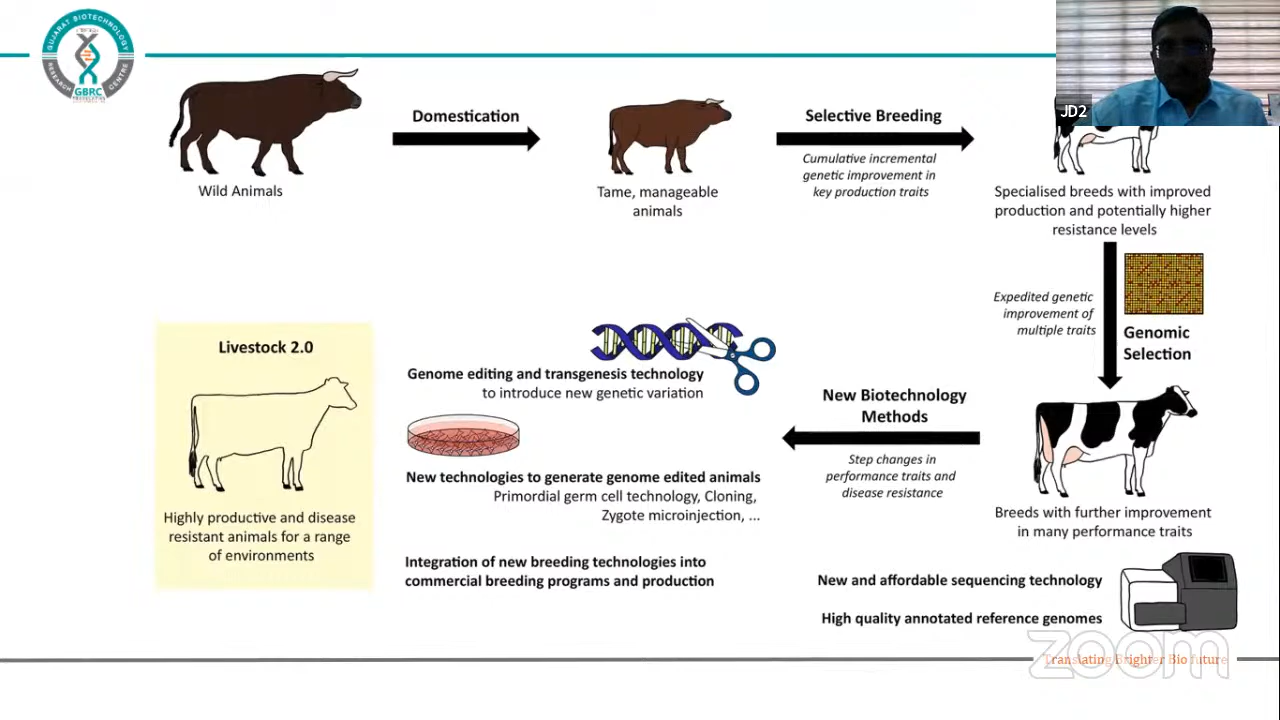 GUJARAT BIOTECHNOLOGY
RESEARCH CENTRE
GBRC
JD2
Domestication
Selective Breeding
Cumulative incremental
genetic improvement in
key production traits
Wild Animals
Tame, manageable
animals
Specialised breeds with improved
production and potentially higher
resistance levels
Expedited genetic
improvement of
multiple traits
Genomic
Selection
Livestock 2.0
Highly productive and disease
resistant animals for a range
of environments
Genome editing and transgenesis technology
to introduce new genetic variation
New technologies to generate genome edited animals
Primordial germ cell technology, Cloning,
Zygote microinjection, ...
Integration of new breeding technologies into
commercial breeding programs and production
New Biotechnology
Methods
Step changes in
performance traits and
disease resistance
Breeds with further improvement
in many performance traits
New and affordable sequencing technology
High quality annotated reference genomes
zoom
Translating Brighter Bio future